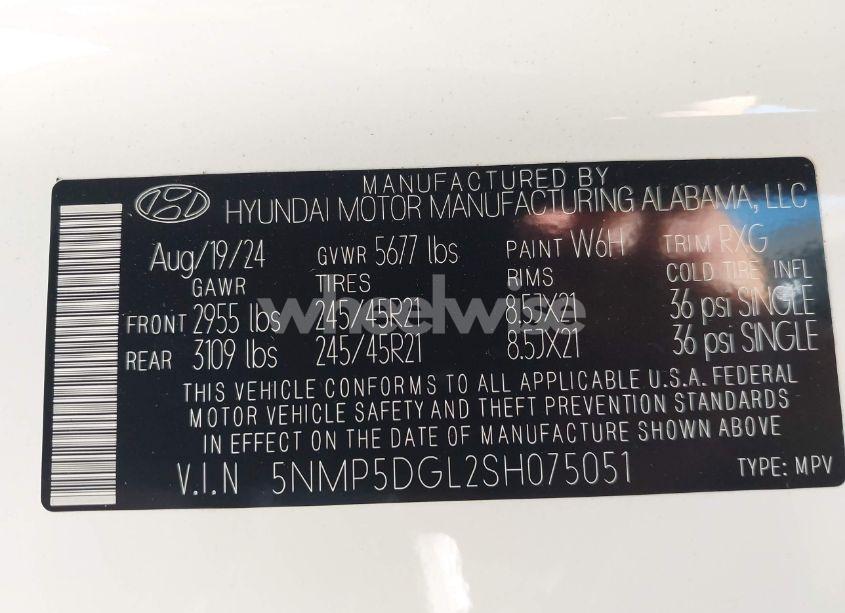 MANUFACTURED BY
HYUNDAI MOTOR MANUFACTURING ALABAMA, LLC
Aug/19/24 GVWR 5677 lbs PAINT W6H TRIM RXG
GAWR TIRES RIMS COLD TIRE INFL
FRONT 2955 lbs 245/45R21 8.5JX21 36 psi SINGLE
wheelwise
REAR 3109 lbs 245/45R21 8.5JX21 36 psi SINGLE
THIS VEHICLE CONFORMS TO ALL APPLICABLE U.S.A. FEDERAL
MOTOR VEHICLE SAFETY AND THEFT PREVENTION STANDARDS
IN EFFECT ON THE DATE OF MANUFACTURE SHOWN ABOVE
V.I.N 5NMP5DGL2SH075051 TYPE: MPV